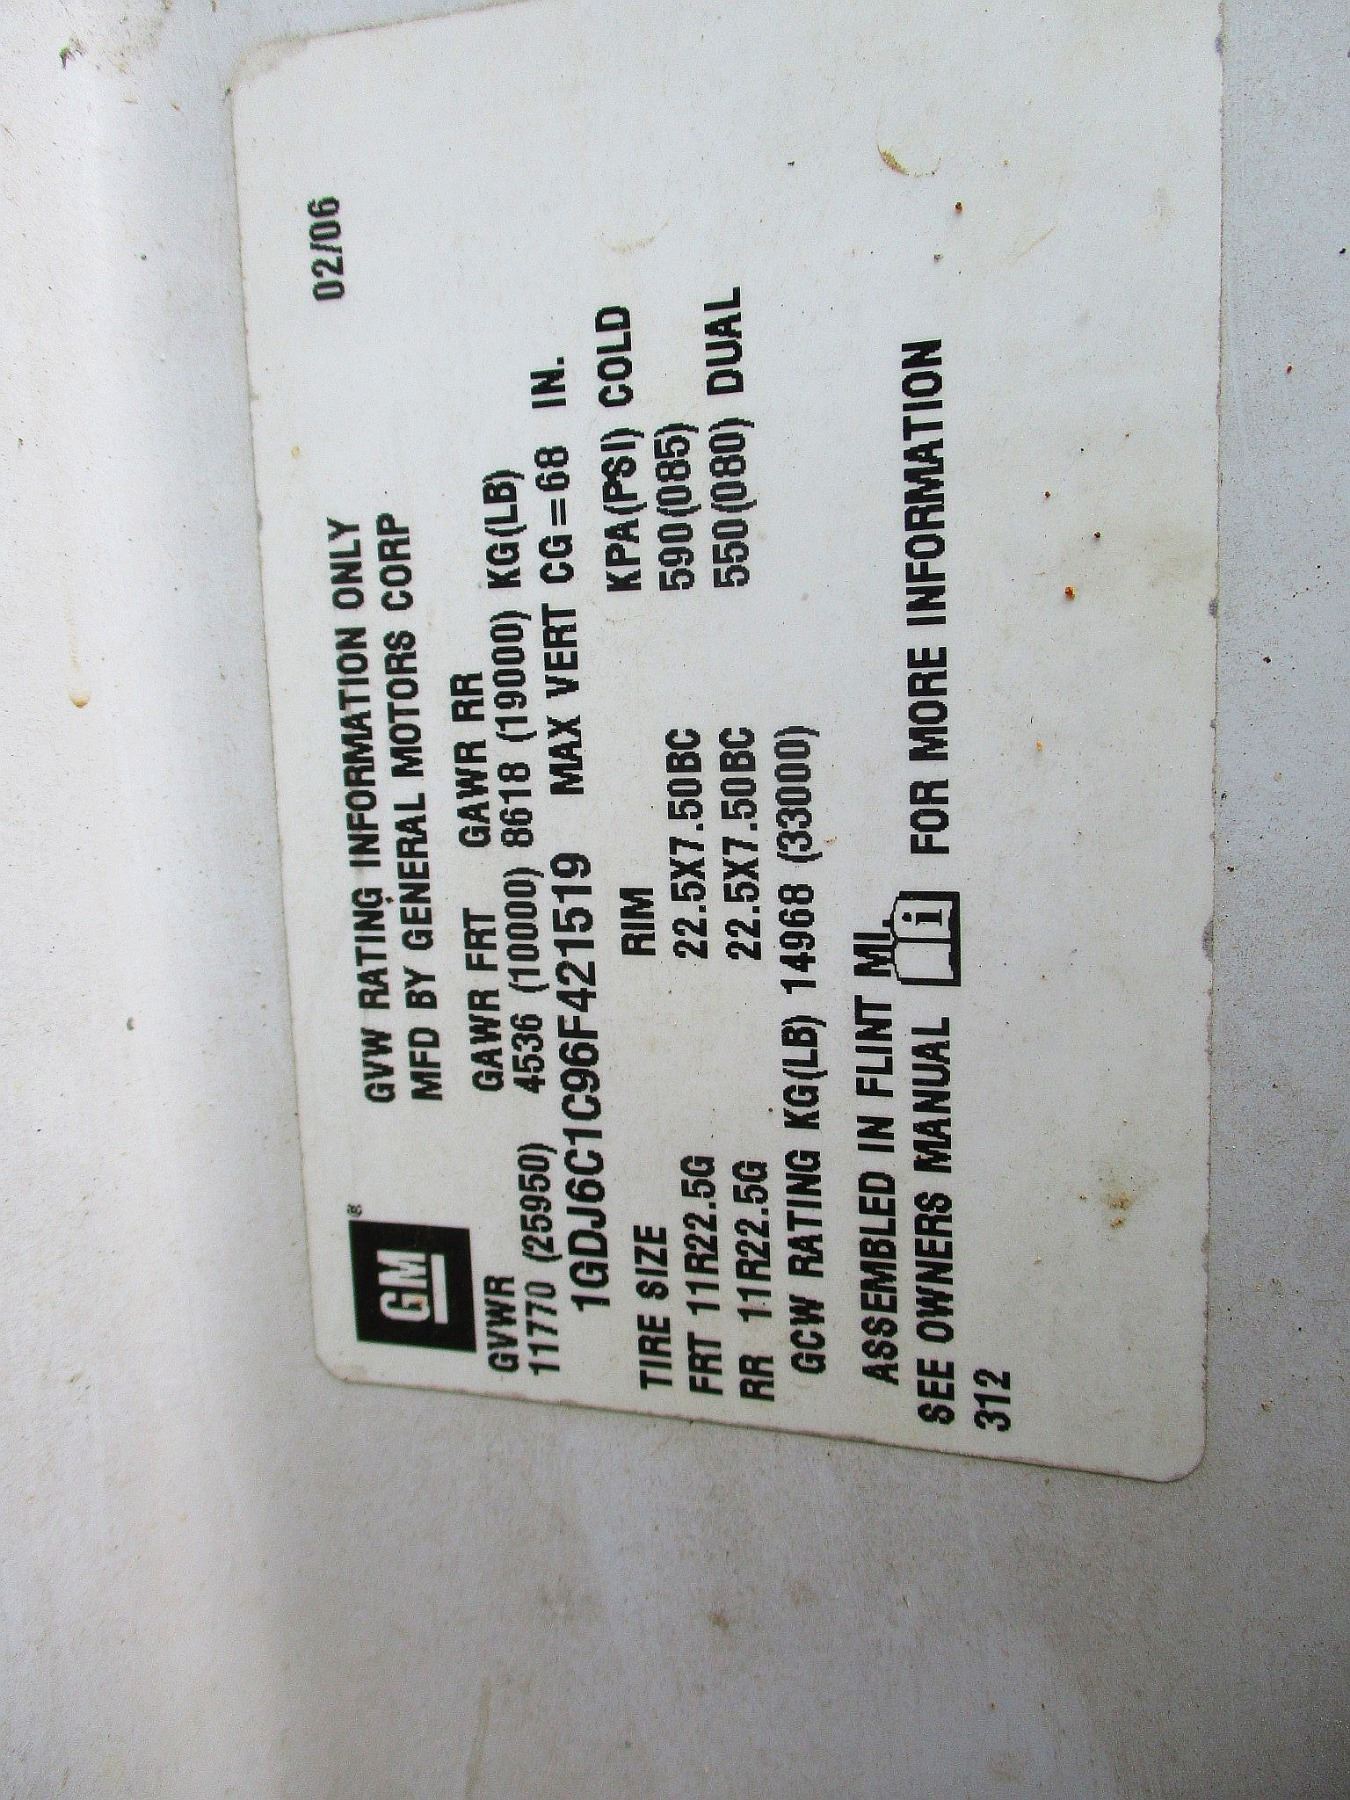 02/06
GVW RATING INFORMATION ONLY
MFD BY GENERAL MOTORS CORP
GM®
GVWR GAWR FRT GAWR RR
11770 (25950) 4536 (10000) 8618 (19000) KG(LB)
1GDJ6C1C96F421519 MAX VERT CG=68 IN.
TIRE SIZE RIM KPA(PSI) COLD
FRT 11R22.5G 22.5X7.50BC 590(085)
RR 11R22.5G 22.5X7.50BC 550(080) DUAL
GCW RATING KG(LB) 14968 (33000)
ASSEMBLED IN FLINT MI.
SEE OWNERS MANUAL i FOR MORE INFORMATION
312